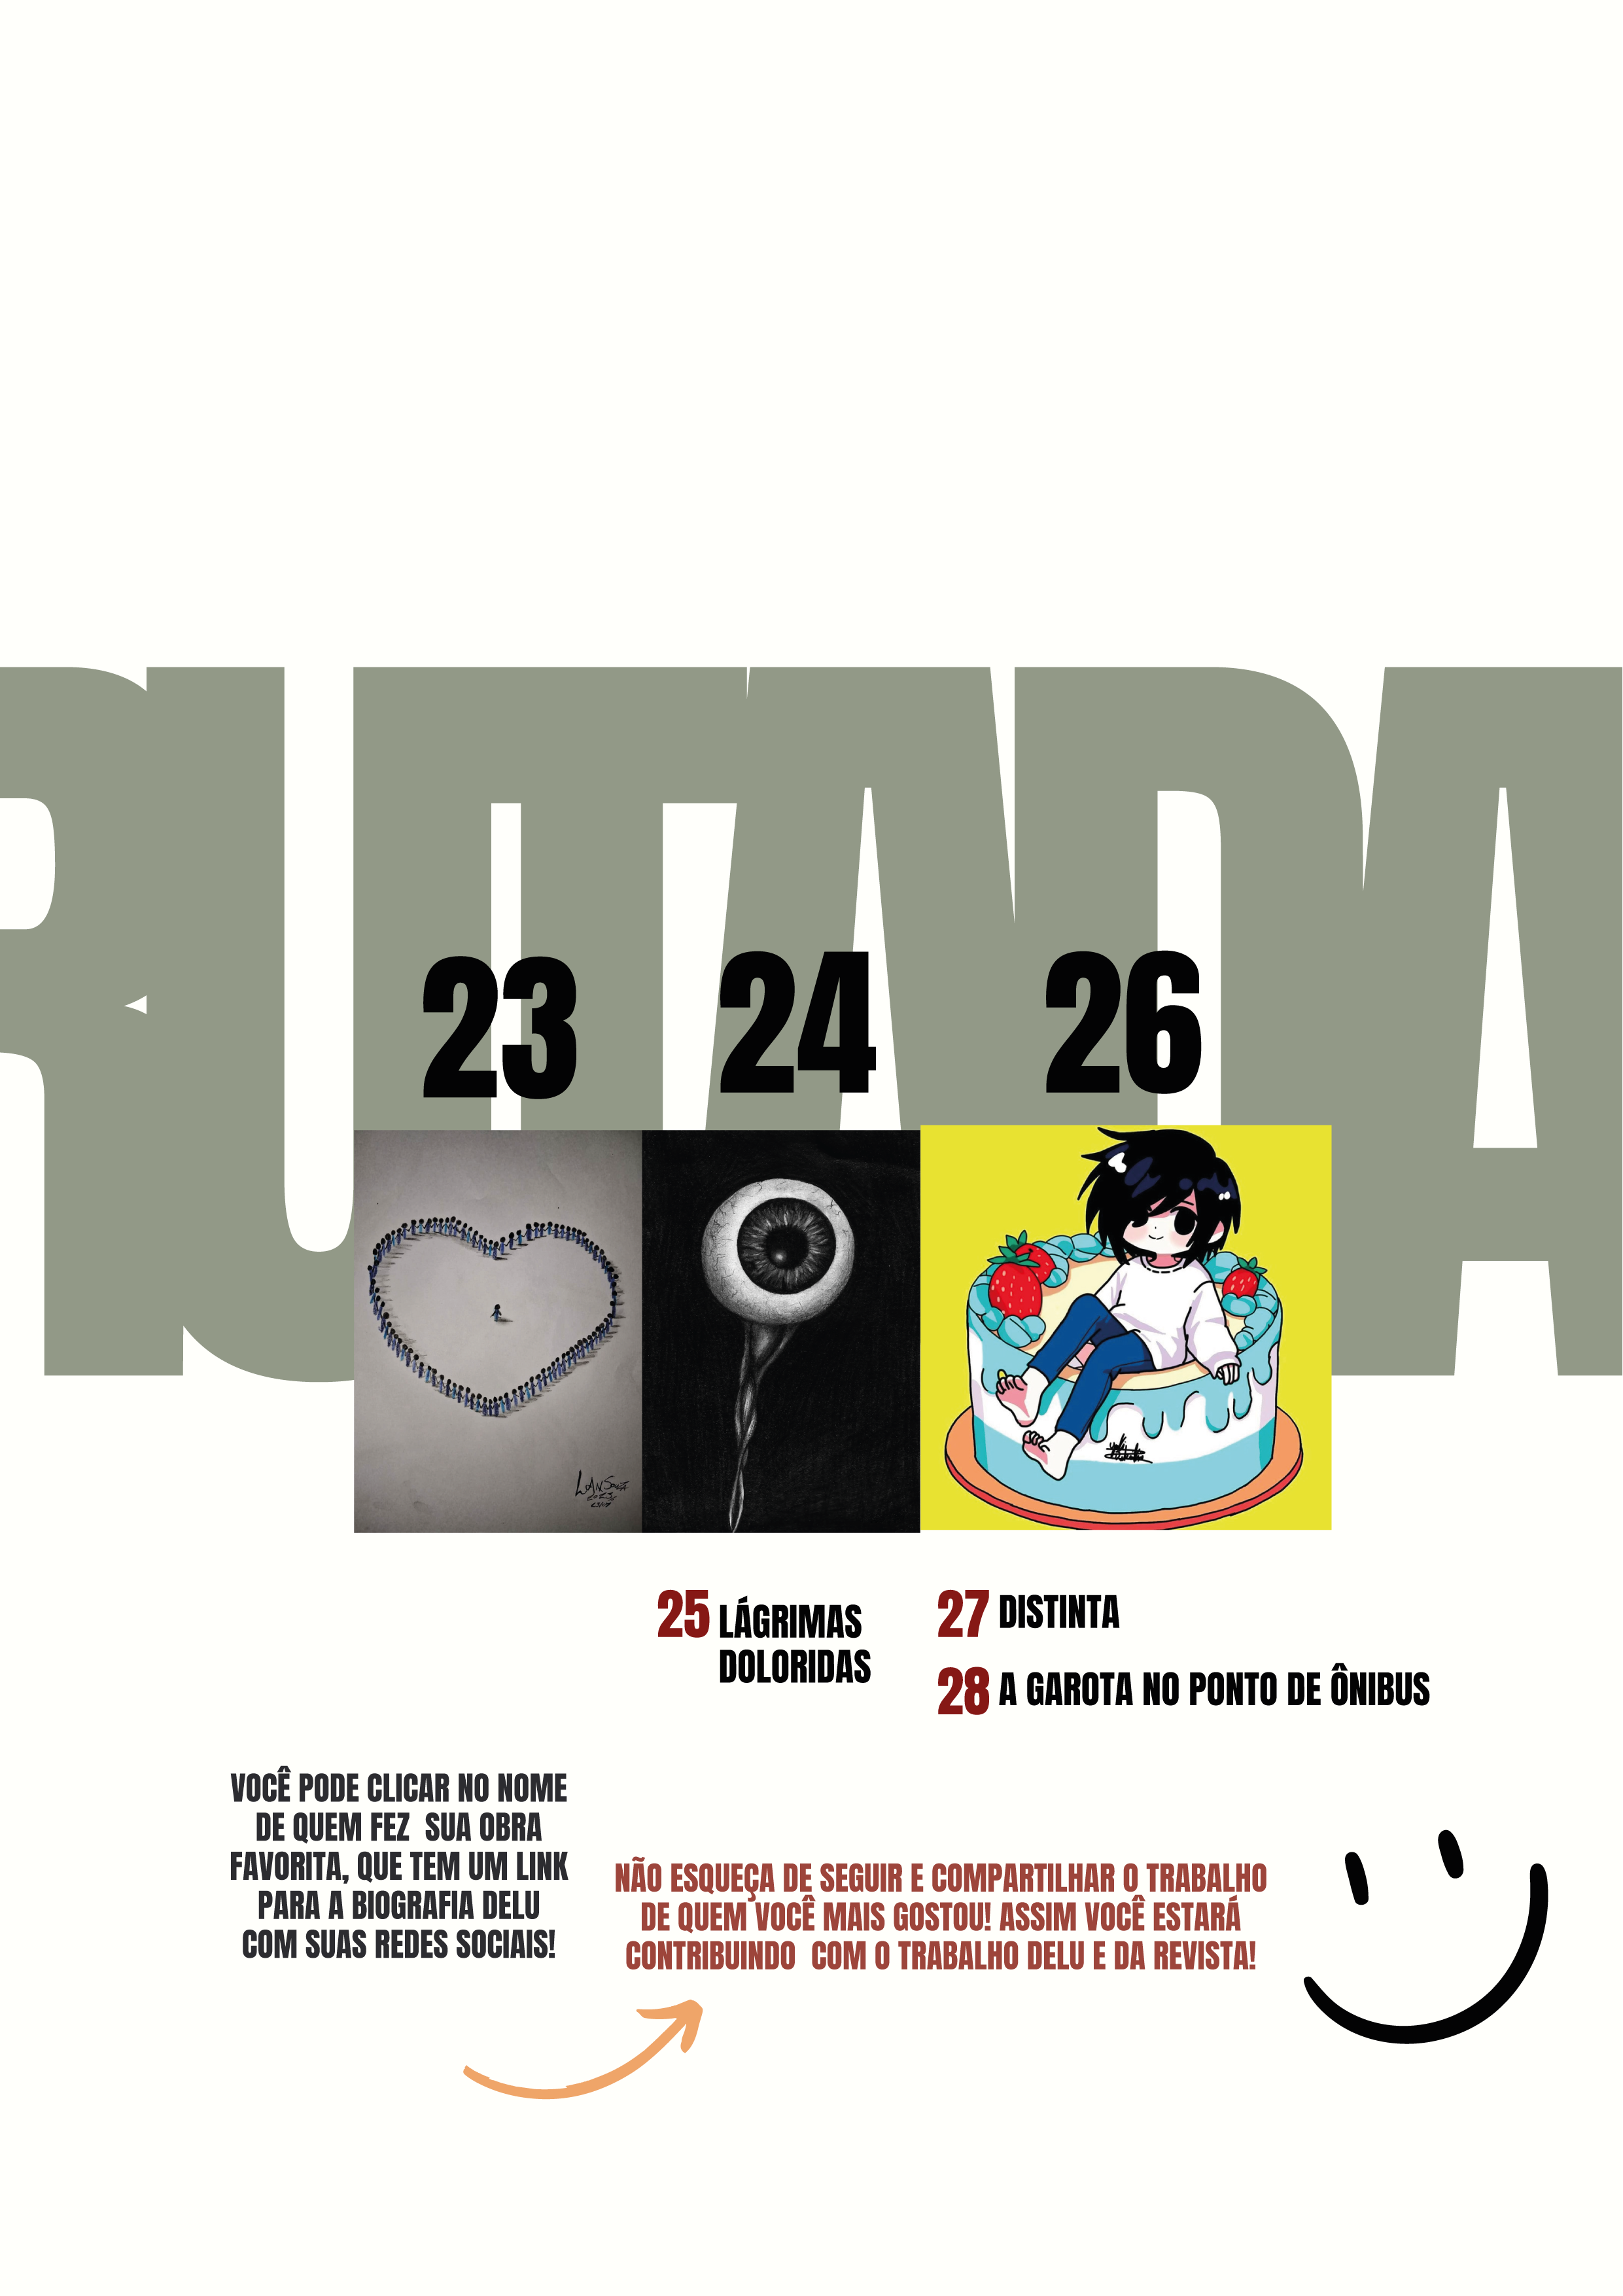 RUTADA
23 24 26
25 LÁGRIMAS
DOLORIDAS
27 DISTINTA
28 A GAROTA NO PONTO DE ÔNIBUS
VOCÊ PODE CLICAR NO NOME
DE QUEM FEZ SUA OBRA
FAVORITA, QUE TEM UM LINK
PARA A BIOGRAFIA DELU
COM SUAS REDES SOCIAIS!
NÃO ESQUEÇA DE SEGUIR E COMPARTILHAR O TRABALHO
DE QUEM VOCÊ MAIS GOSTOU! ASSIM VOCÊ ESTARÁ
CONTRIBUINDO COM O TRABALHO DELU E DA REVISTA!